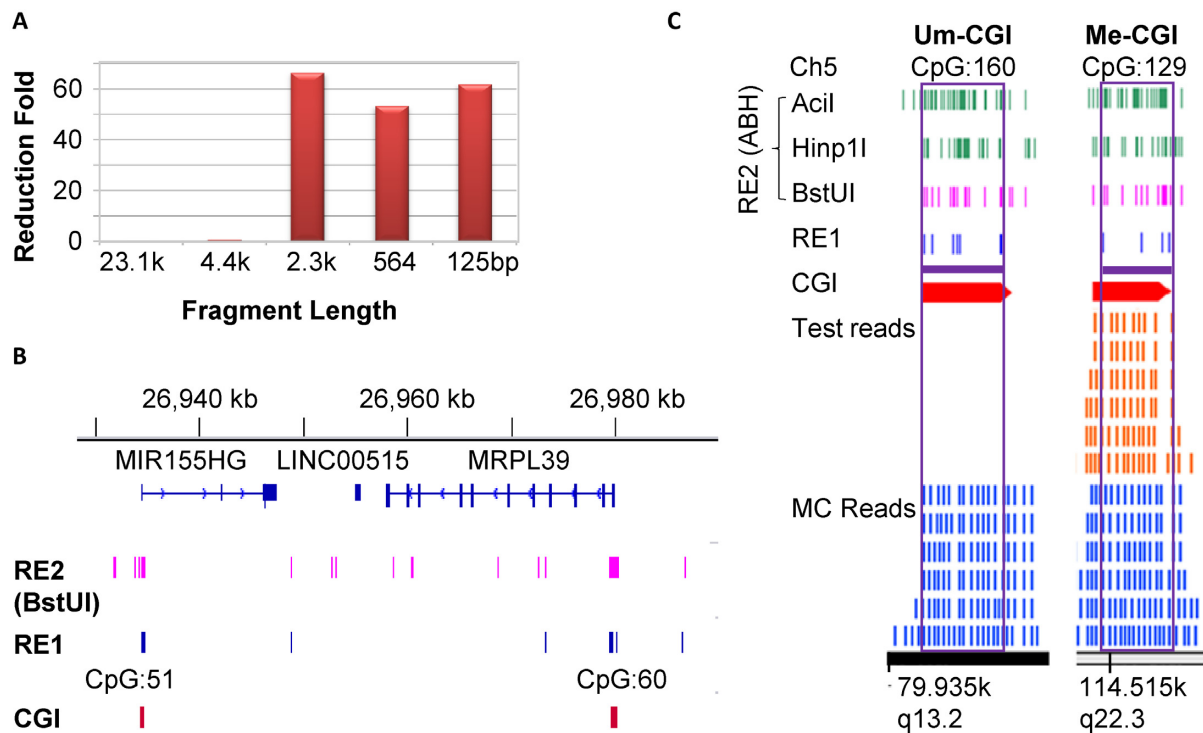 A
Reduction Fold
60
40
20
0
23.1k 4.4k 2.3k 564 125bp
Fragment Length
B
26,940 kb 26,960 kb 26,980 kb
MIR155HG LINC00515 MRPL39
RE2
(BstUI)
RE1
CpG:51 CpG:60
CGI
C
Um-CGI Me-CGI
Ch5 CpG:160 CpG:129
RE2 (ABH)
AciI
Hinp1I
BstUI
RE1
CGI
Test reads
MC Reads
79.935k 114.515k
q13.2 q22.3